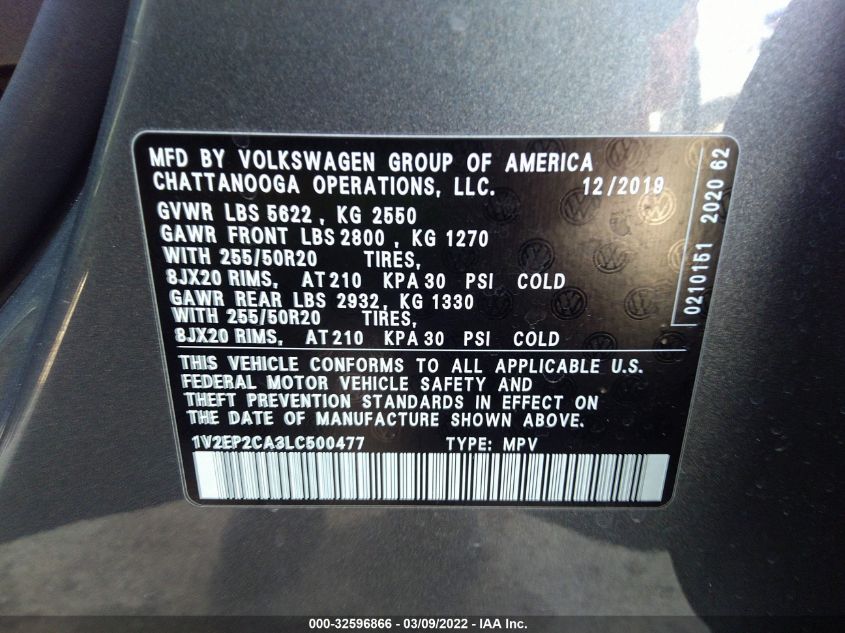 MFD BY VOLKSWAGEN GROUP OF AMERICA
CHATTANOOGA OPERATIONS, LLC. 12/2019
GVWR LBS 5622 , KG 2550
GAWR FRONT LBS 2800 , KG 1270
WITH 255/50R20 TIRES,
8JX20 RIMS, AT 210 KPA 30 PSI COLD
GAWR REAR LBS 2932, KG 1330
WITH 255/50R20 TIRES,
8JX20 RIMS, AT 210 KPA 30 PSI COLD
THIS VEHICLE CONFORMS TO ALL APPLICABLE U.S.
FEDERAL MOTOR VEHICLE SAFETY AND
THEFT PREVENTION STANDARDS IN EFFECT ON
THE DATE OF MANUFACTURE SHOWN ABOVE.
1V2EP2CA3LC500477 TYPE: MPV
0210151 2020 62
000-32596866 - 03/09/2022 - IAA Inc.